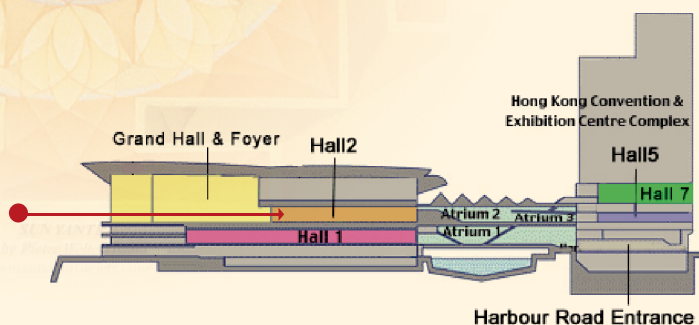 Hong Kong Convention &
Exhibition Centre Complex
Grand Hall & Foyer
Hall2
Hall5
Hall 7
Atrium 2
Atrium 3
Hall 1
Atrium 1
Harbour Road Entrance